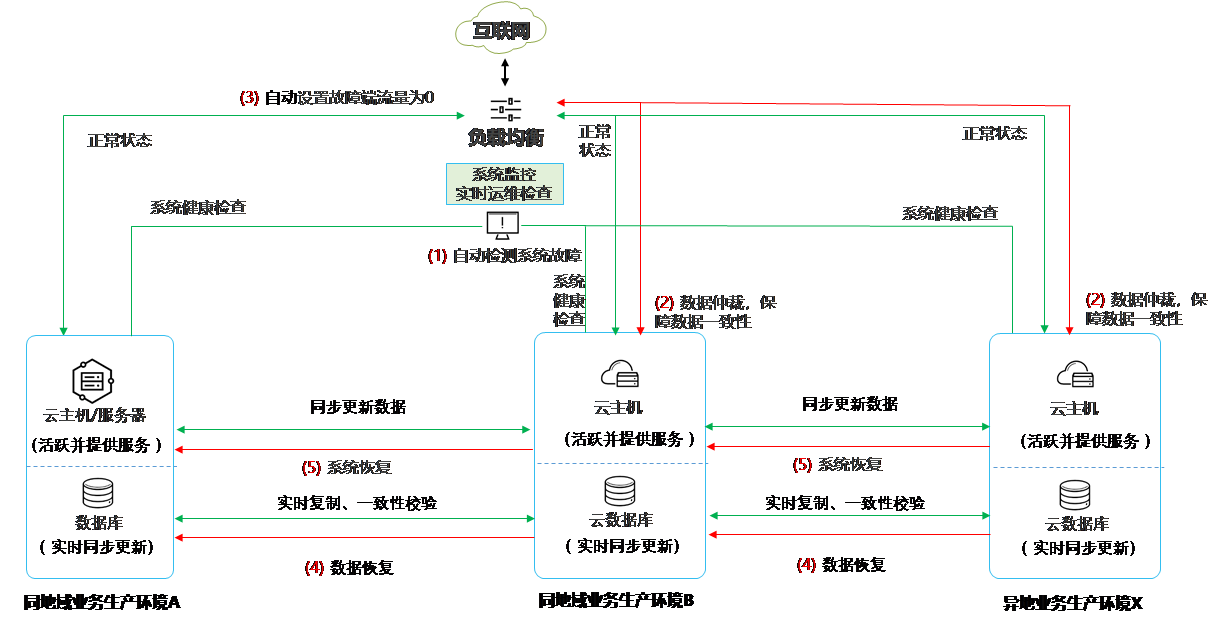 互联网
(3) 自动设置故障端流量为0
负载均衡
正常状态
正常
状态
正常状态
系统监控
实时运维检查
系统健康检查
系统健康检查
(1) 自动检测系统故障
系统
健康
检查
(2) 数据仲裁，保
障数据一致性
(2) 数据仲裁，保
障数据一致性
云主机/服务器
(活跃并提供服务 )
同步更新数据
云主机
(活跃并提供服务 )
同步更新数据
云主机
(活跃并提供服务 )
(5) 系统恢复
(5) 系统恢复
实时复制、一致性校验
实时复制、一致性校验
数据库
( 实时同步更新)
云数据库
( 实时同步更新)
云数据库
( 实时同步更新)
(4) 数据恢复
(4) 数据恢复
同地域业务生产环境A
同地域业务生产环境B
异地业务生产环境X